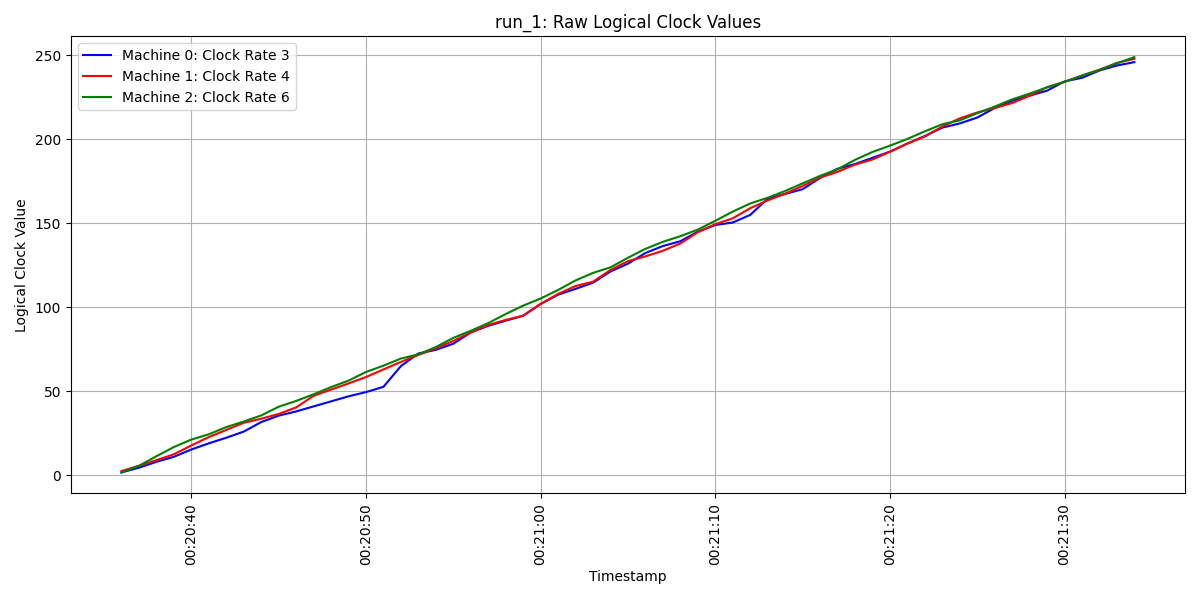 run_1: Raw Logical Clock Values
Machine 0: Clock Rate 3
Machine 1: Clock Rate 4
Machine 2: Clock Rate 6
Logical Clock Value
250
200
150
100
50
0
00:20:40
00:20:50
00:21:00
00:21:10
00:21:20
00:21:30
Timestamp